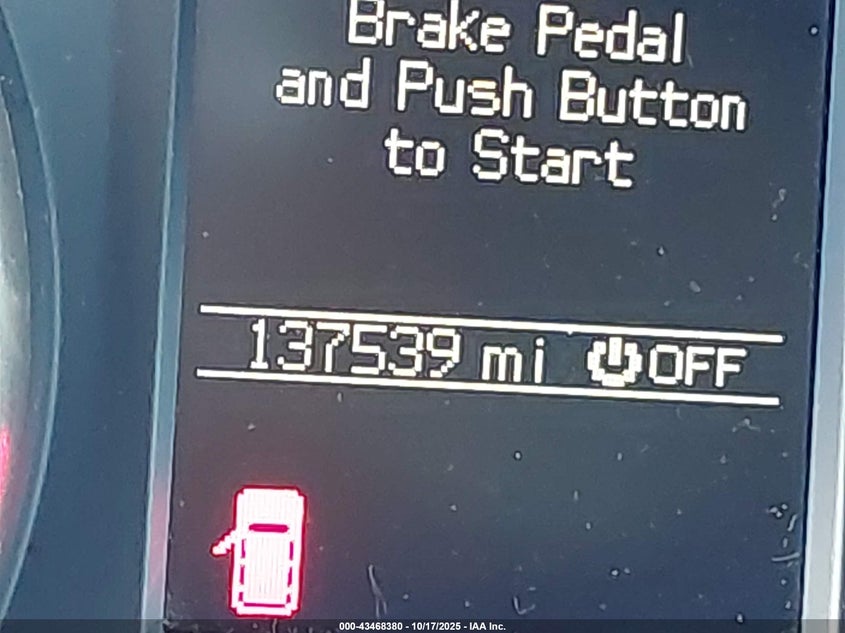 Brake Pedal
and Push Button
to Start
137539 mi OFF
000-43468380 - 10/17/2025 - IAA Inc.